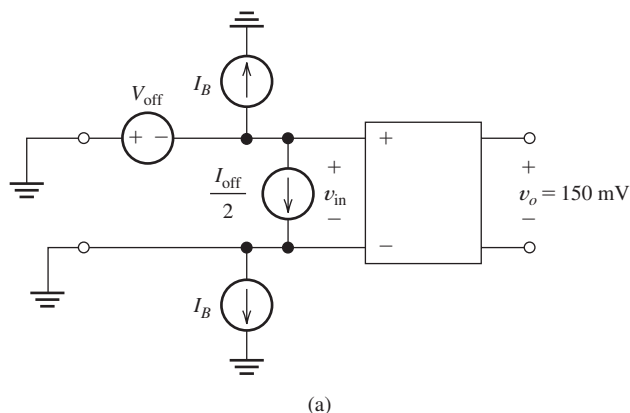 I_B
V_off
+ −
+
+
+
I_off/2
v_in
v_o = 150 mV
−
−
−
I_B
(a)